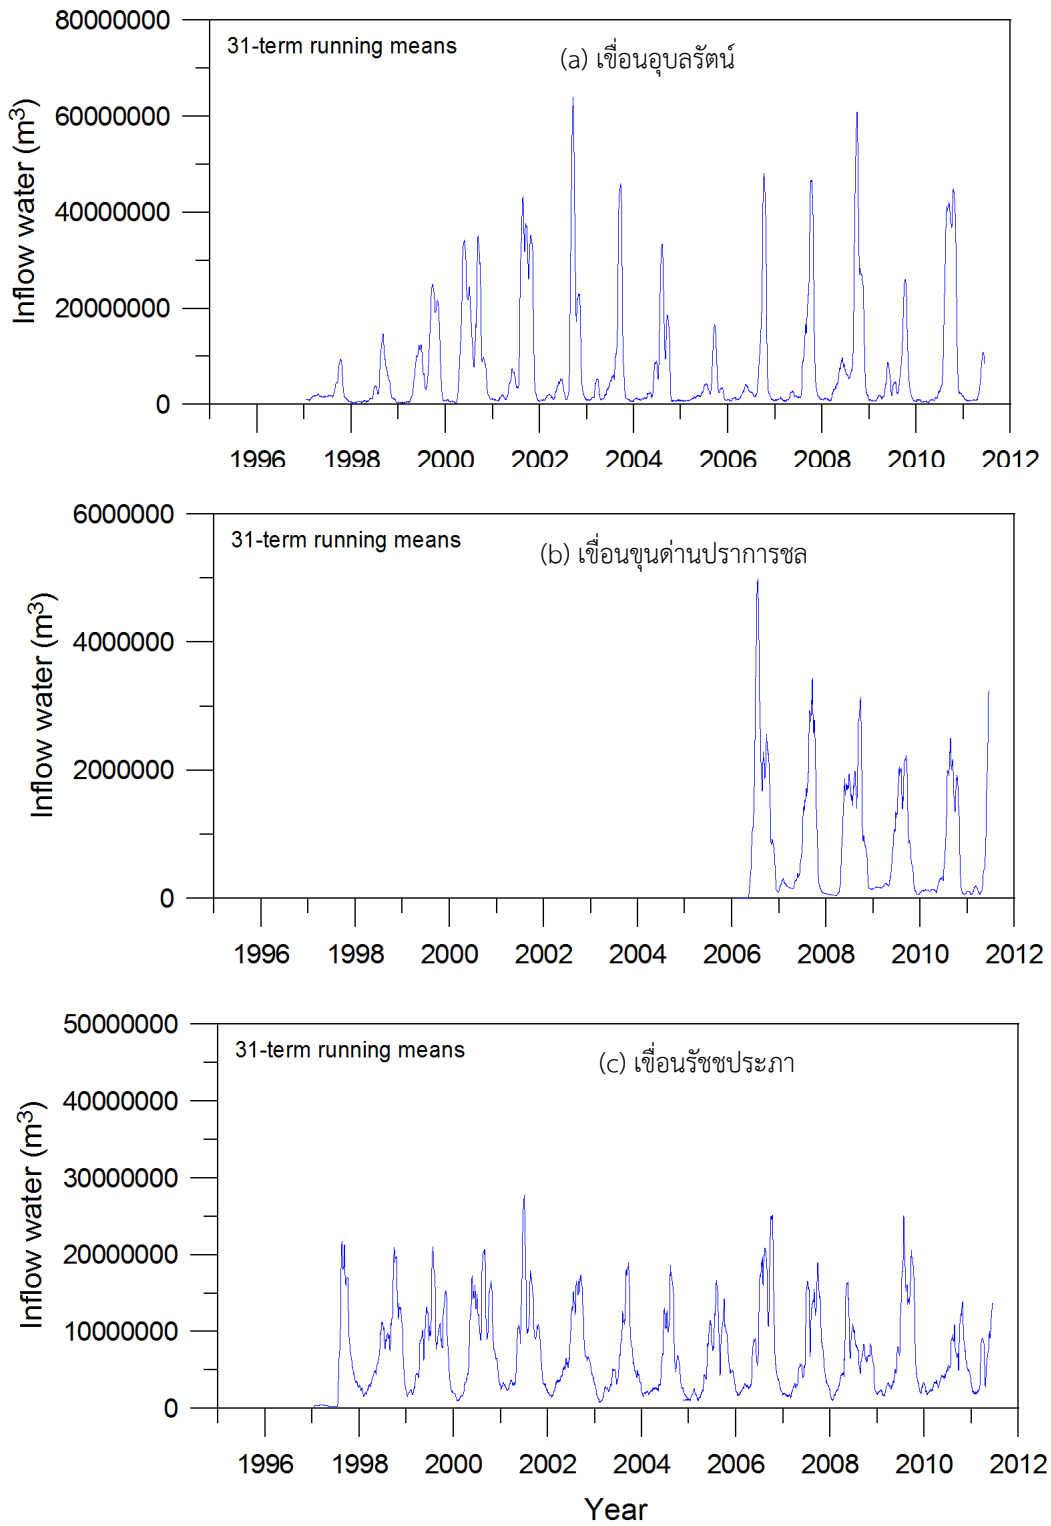 80000000
31-term running means
(a) เขื่อนอุบลรัตน์
60000000
40000000
20000000
0
Inflow water (m³)
1996 1998 2000 2002 2004 2006 2008 2010 2012
6000000
31-term running means
(b) เขื่อนขุนด่านปราการชล
4000000
2000000
0
Inflow water (m³)
1996 1998 2000 2002 2004 2006 2008 2010 2012
50000000
31-term running means
(c) เขื่อนรัชชประภา
40000000
30000000
20000000
10000000
0
Inflow water (m³)
1996 1998 2000 2002 2004 2006 2008 2010 2012
Year